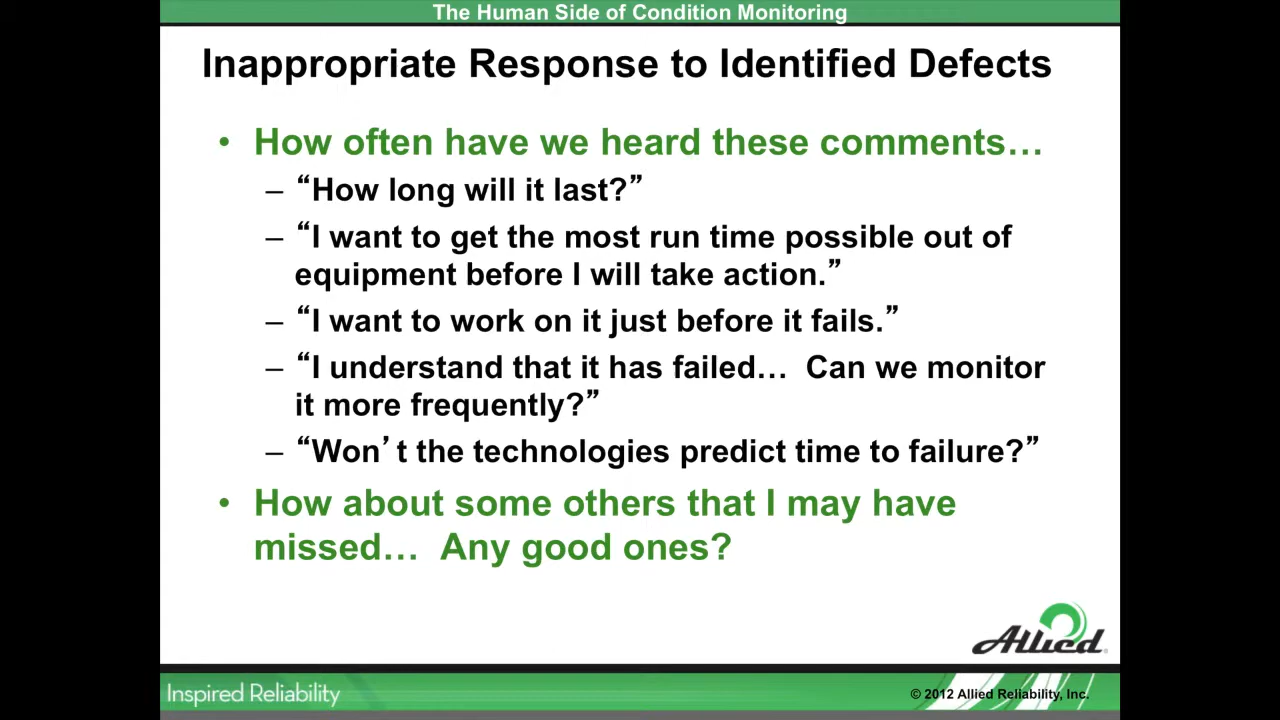 The Human Side of Condition Monitoring
Inappropriate Response to Identified Defects
• How often have we heard these comments…
– “How long will it last?”
– “I want to get the most run time possible out of
equipment before I will take action.”
– “I want to work on it just before it fails.”
– “I understand that it has failed… Can we monitor
it more frequently?”
– “Won’t the technologies predict time to failure?”
• How about some others that I may have
missed… Any good ones?
Allied®
Inspired Reliability
© 2012 Allied Reliability, Inc.